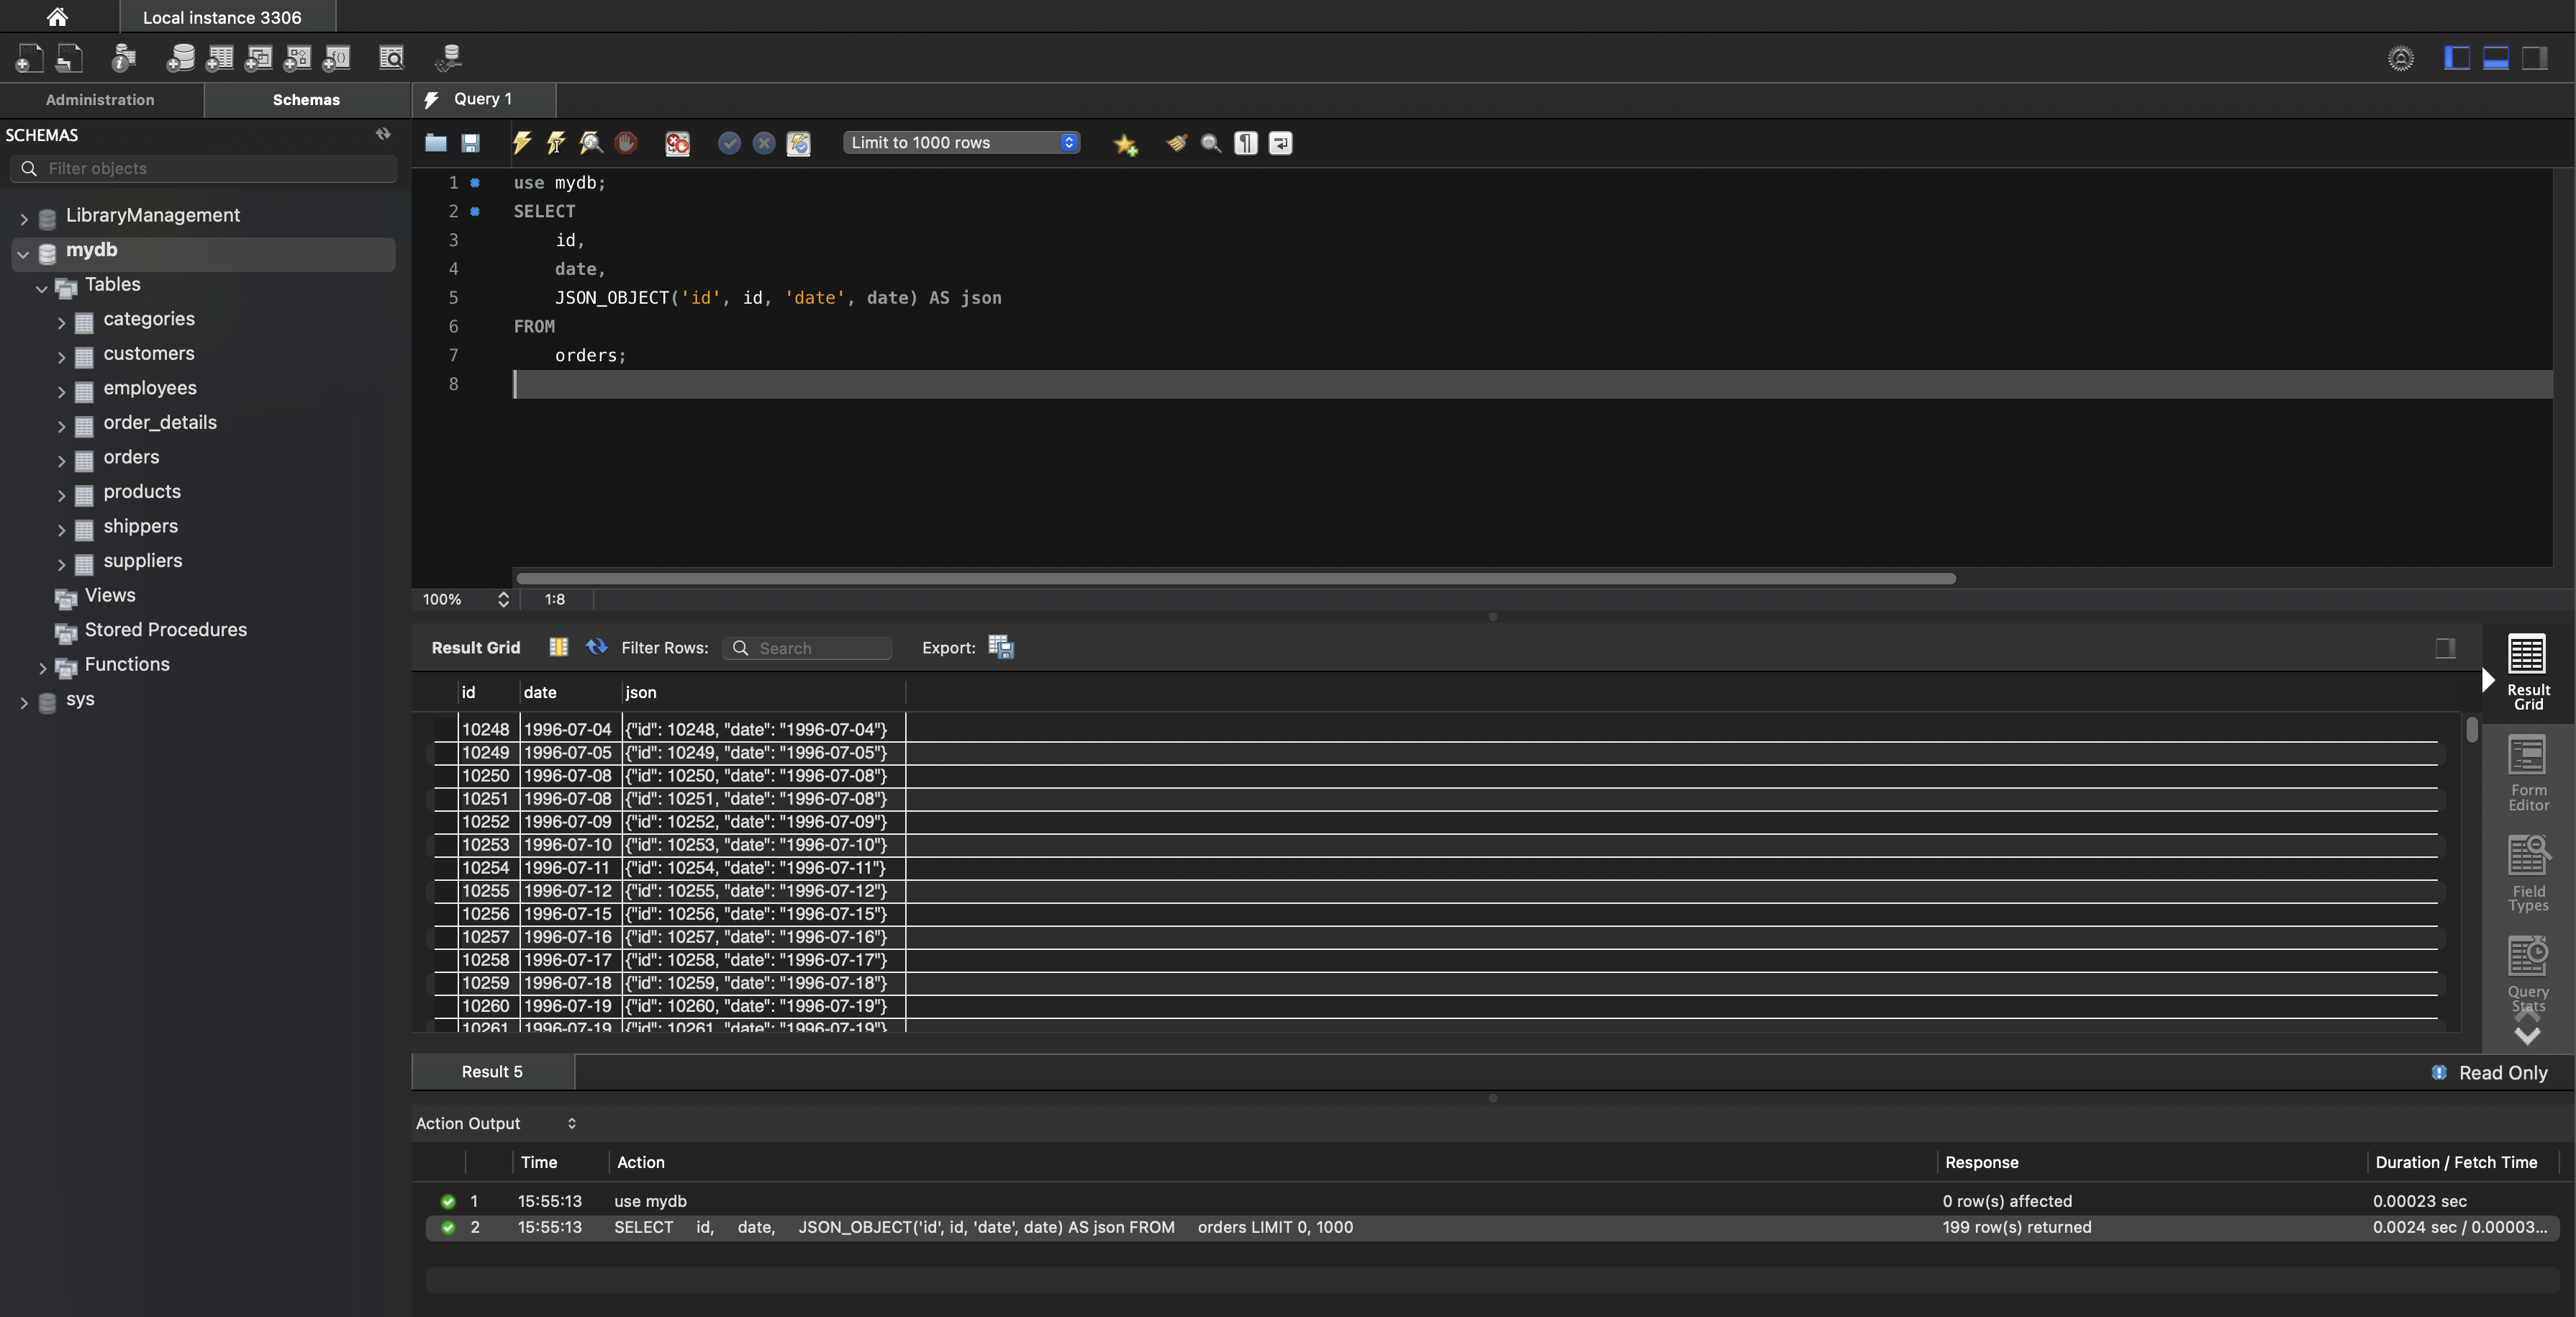 Local instance 3306
Administration
Schemas
Query 1
SCHEMAS
Filter objects
LibraryManagement
mydb
Tables
categories
customers
employees
order_details
orders
products
shippers
suppliers
Views
Stored Procedures
Functions
sys
Limit to 1000 rows
1 use mydb;
2 SELECT
3 id,
4 date,
5 JSON_OBJECT('id', id, 'date', date) AS json
6 FROM
7 orders;
8
100% 1:8
Result Grid Filter Rows: Search Export:
id date json
10248 1996-07-04 {"id": 10248, "date": "1996-07-04"}
10249 1996-07-05 {"id": 10249, "date": "1996-07-05"}
10250 1996-07-08 {"id": 10250, "date": "1996-07-08"}
10251 1996-07-08 {"id": 10251, "date": "1996-07-08"}
10252 1996-07-09 {"id": 10252, "date": "1996-07-09"}
10253 1996-07-10 {"id": 10253, "date": "1996-07-10"}
10254 1996-07-11 {"id": 10254, "date": "1996-07-11"}
10255 1996-07-12 {"id": 10255, "date": "1996-07-12"}
10256 1996-07-15 {"id": 10256, "date": "1996-07-15"}
10257 1996-07-16 {"id": 10257, "date": "1996-07-16"}
10258 1996-07-17 {"id": 10258, "date": "1996-07-17"}
10259 1996-07-18 {"id": 10259, "date": "1996-07-18"}
10260 1996-07-19 {"id": 10260, "date": "1996-07-19"}
10261 1996-07-19 {"id": 10261, "date": "1996-07-19"}
Result
Grid
Form
Editor
Field
Types
Query
Stats
Result 5
Read Only
Action Output
Time Action Response Duration / Fetch Time
1 15:55:13 use mydb 0 row(s) affected 0.00023 sec
2 15:55:13 SELECT id, date, JSON_OBJECT('id', id, 'date', date) AS json FROM orders LIMIT 0, 1000 199 row(s) returned 0.0024 sec / 0.00003...